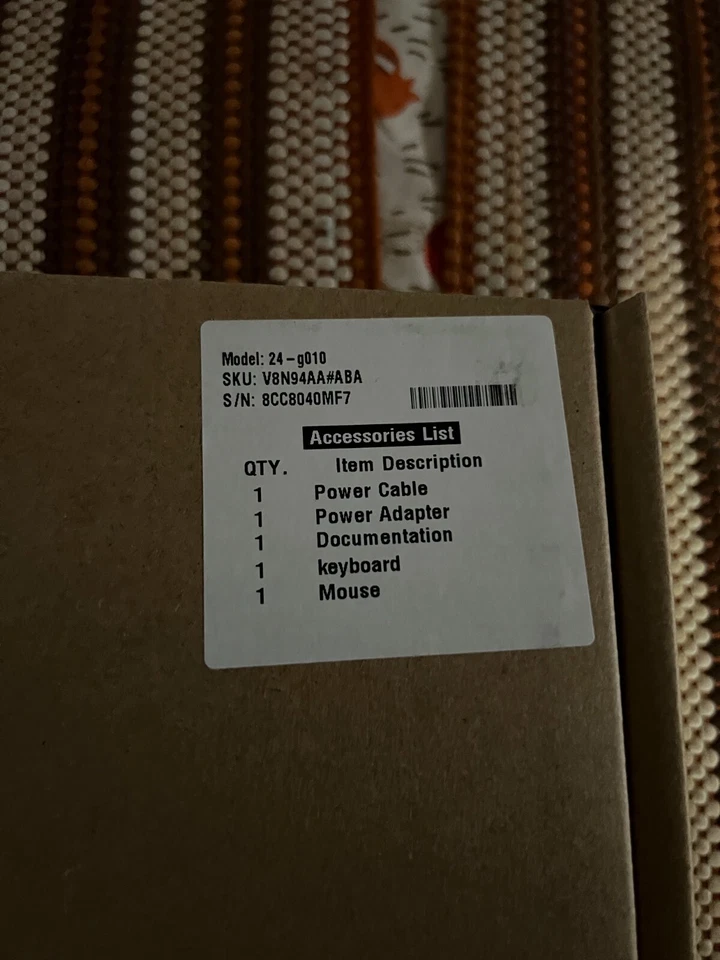 Model: 24-g010
SKU: V8N94AA#ABA
S/N: 8CC8040MF7
Accessories List
QTY. Item Description
1 Power Cable
1 Power Adapter
1 Documentation
1 keyboard
1 Mouse